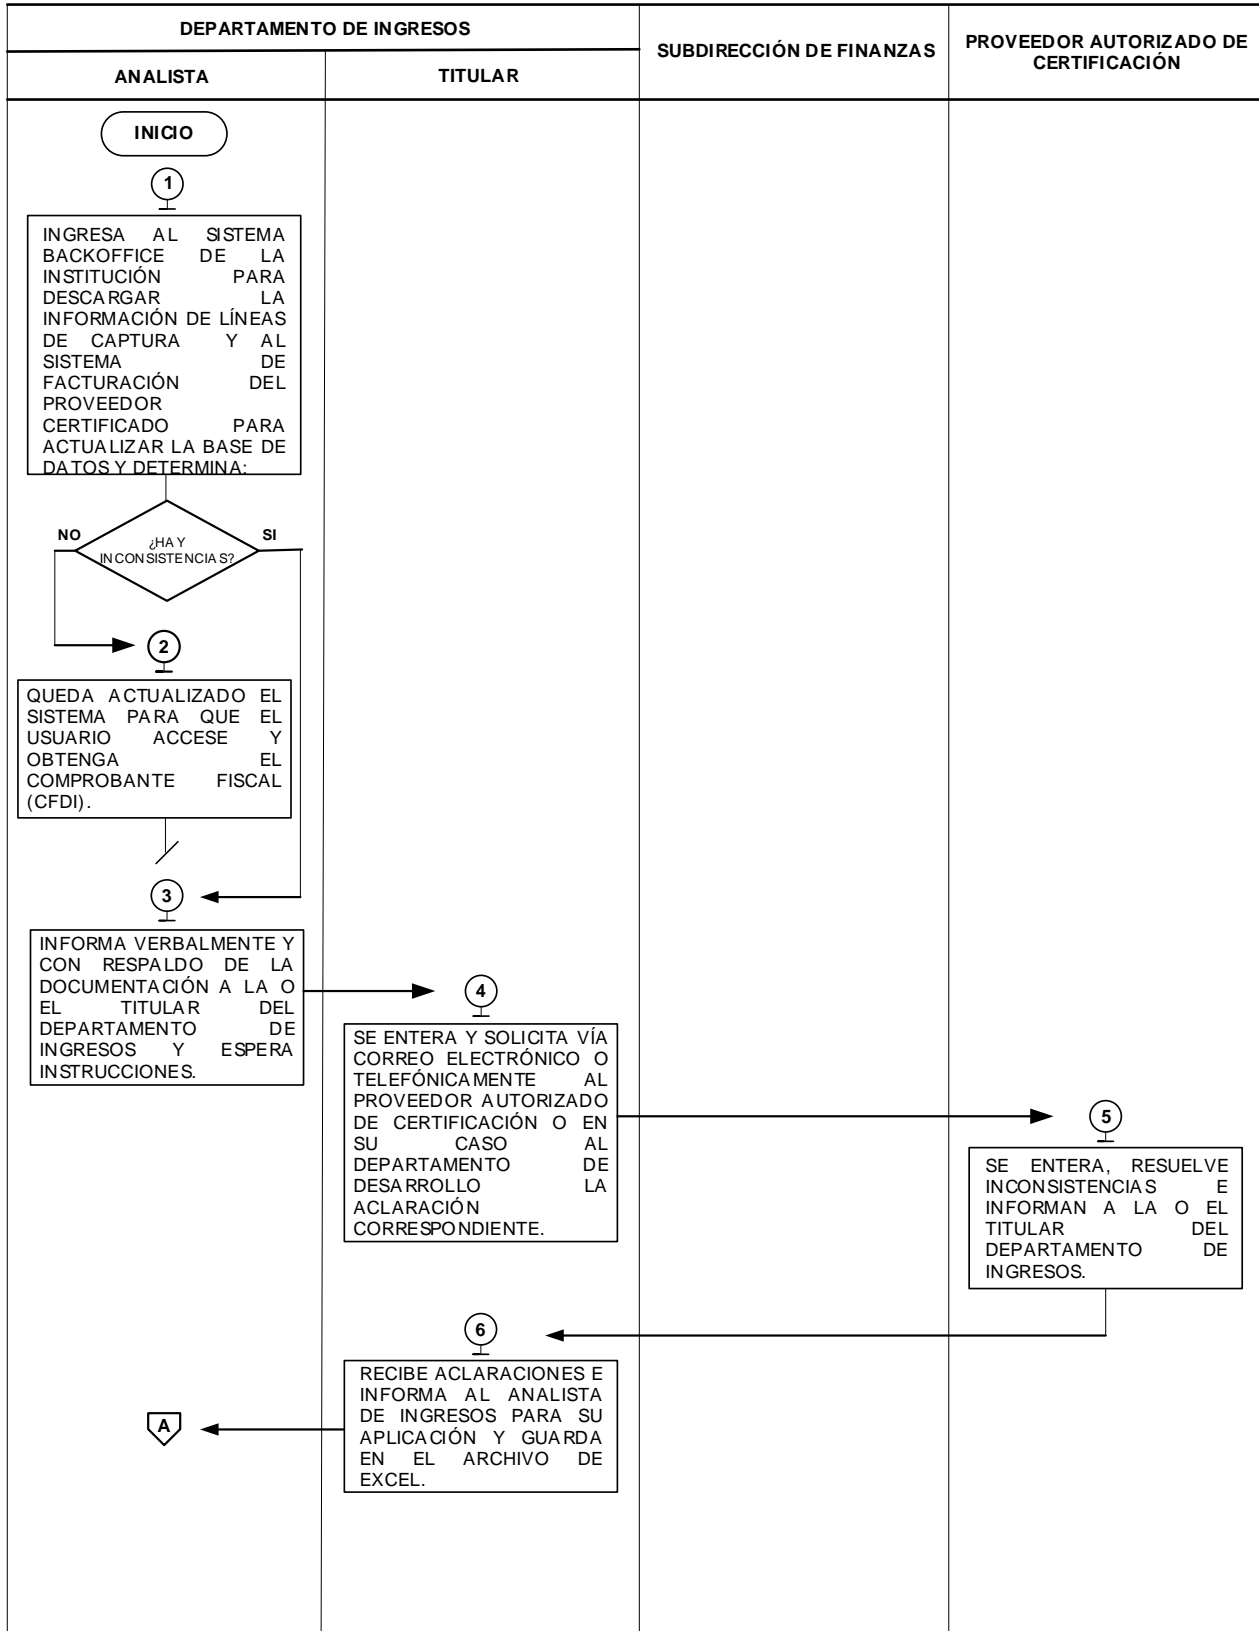 DEPARTAMENTO DE INGRESOS
SUBDIRECCIÓN DE FINANZAS
PROVEEDOR AUTORIZADO DE
CERTIFICACIÓN
ANALISTA
TITULAR
INICIO
1
INGRESA AL SISTEMA
BACKOFFICE DE LA
INSTITUCIÓN PARA
DESCARGAR LA
INFORMACIÓN DE LÍNEAS
DE CAPTURA Y AL
SISTEMA DE
FACTURACIÓN DEL
PROVEEDOR
CERTIFICADO PARA
ACTUALIZAR LA BASE DE
DATOS Y DETERMINA:
NO
¿HAY
INCONSISTENCIAS?
SI
2
QUEDA ACTUALIZADO EL
SISTEMA PARA QUE EL
USUARIO ACCESE Y
OBTENGA EL
COMPROBANTE FISCAL
(CFDI).
3
INFORMA VERBALMENTE Y
CON RESPALDO DE LA
DOCUMENTACIÓN A LA O
EL TITULAR DEL
DEPARTAMENTO DE
INGRESOS Y ESPERA
INSTRUCCIONES.
4
SE ENTERA Y SOLICITA VÍA
CORREO ELECTRÓNICO O
TELEFÓNICAMENTE AL
PROVEEDOR AUTORIZADO
DE CERTIFICACIÓN O EN
SU CASO AL
DEPARTAMENTO DE
DESARROLLO LA
ACLARACIÓN
CORRESPONDIENTE.
5
SE ENTERA, RESUELVE
INCONSISTENCIAS E
INFORMAN A LA O EL
TITULAR DEL
DEPARTAMENTO DE
INGRESOS.
6
RECIBE ACLARACIONES E
INFORMA AL ANALISTA
DE INGRESOS PARA SU
APLICACIÓN Y GUARDA
EN EL ARCHIVO DE
EXCEL.
A